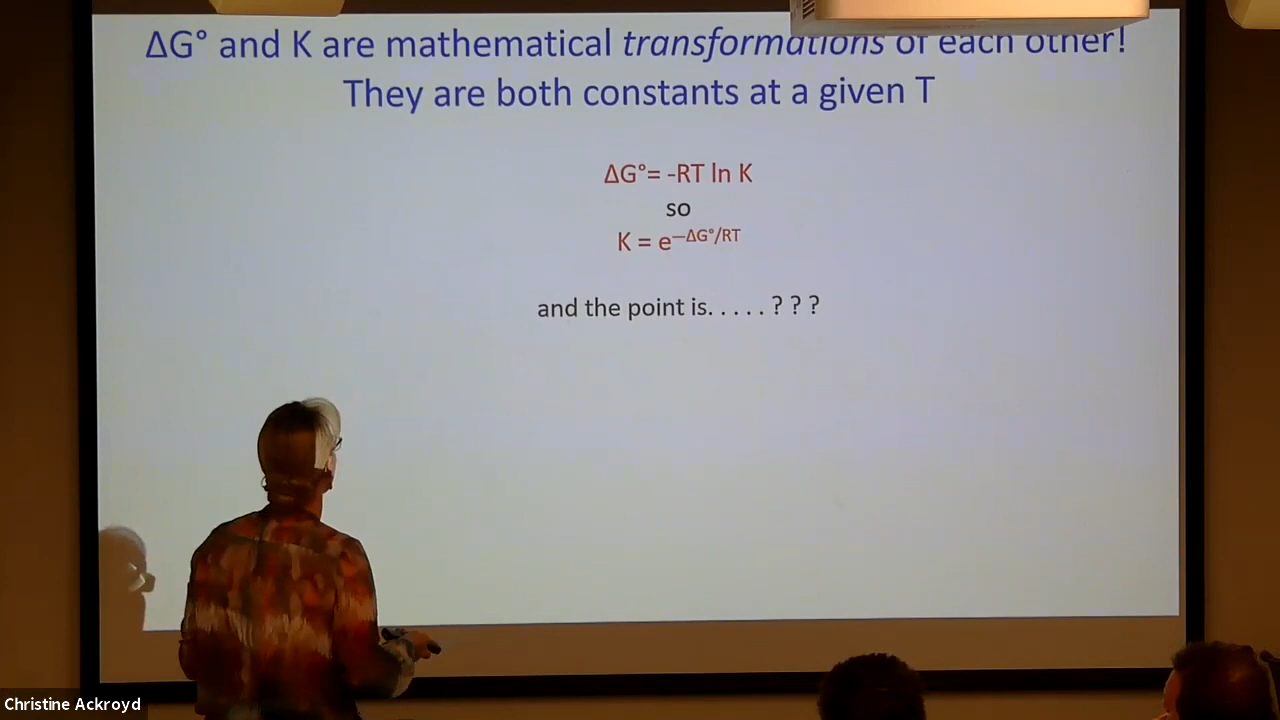 ΔG° and K are mathematical transformations of each other!
They are both constants at a given T
ΔG°= -RT ln K
so
K = e−ΔG°/RT
and the point is. . . . . ? ? ?
Christine Ackroyd